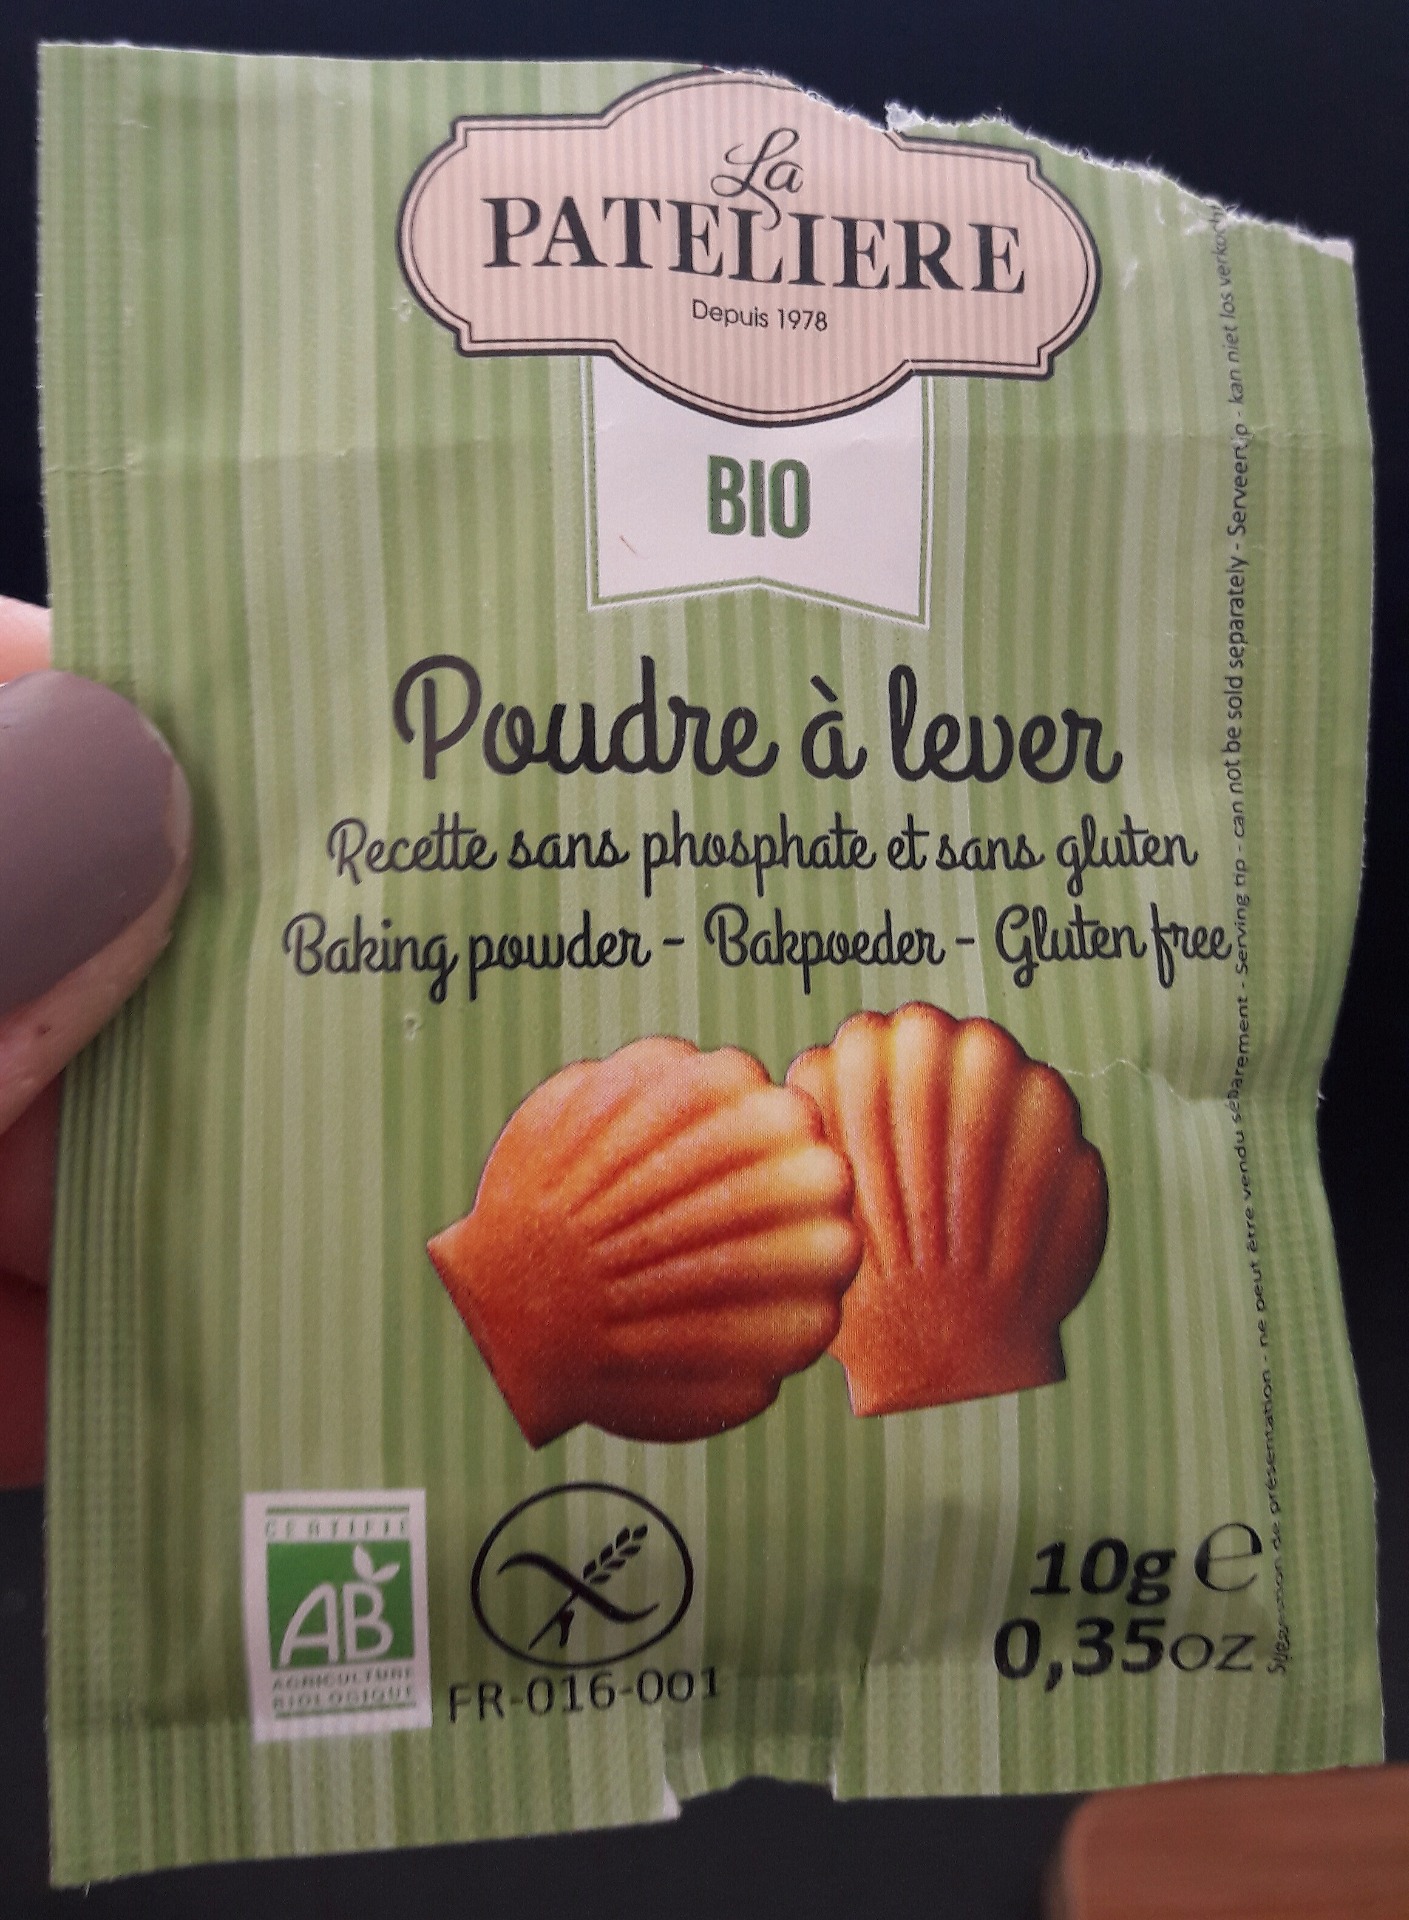 La
PATELIERE
Depuis 1978
BIO
Poudre à lever
Recette sans phosphate et sans gluten
Baking powder - Bakpoeder - Gluten free
Suggestion de présentation - ne peut être vendu séparement - Serving tip - can not be sold separately - Serveertip - kan niet los
CERTIFIÉ
AB
AGRICULTURE
BIOLOGIQUE
FR-016-001
10g e
0,35oz